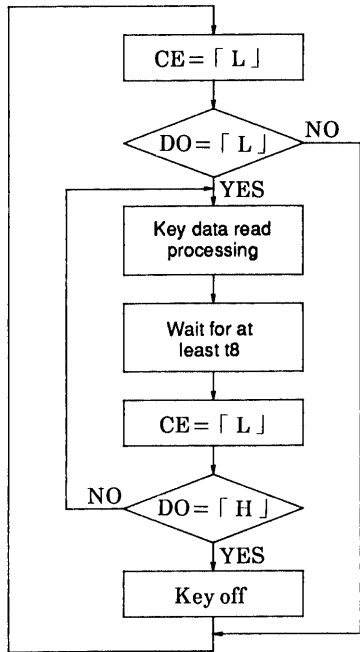 CE=「L」
DO=「L」
NO
YES
Key data read
processing
Wait for at
least t8
CE=「L」
NO
DO=「H」
YES
Key off